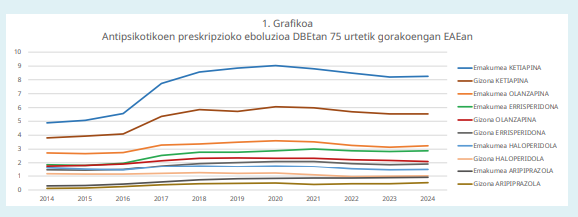 1. Grafikoa
Antipsikotikoen preskripzioko eboluzioa DBEtan 75 urtetik gorakoengan EAEan
10
9
8
7
6
5
4
3
2
1
0
2014 2015 2016 2017 2018 2019 2020 2021 2022 2023 2024
Emakumea KETIAPINA
Gizona KETIAPINA
Emakumea OLANZAPINA
Emakumea ERRISPERIDONA
Gizona OLANZAPINA
Gizona ERRISPERIDONA
Emakumea HALOPERIDOLA
Gizona HALOPERIDOLA
Emakumea ARIPIPRAZOLA
Gizona ARIPIPRAZOLA